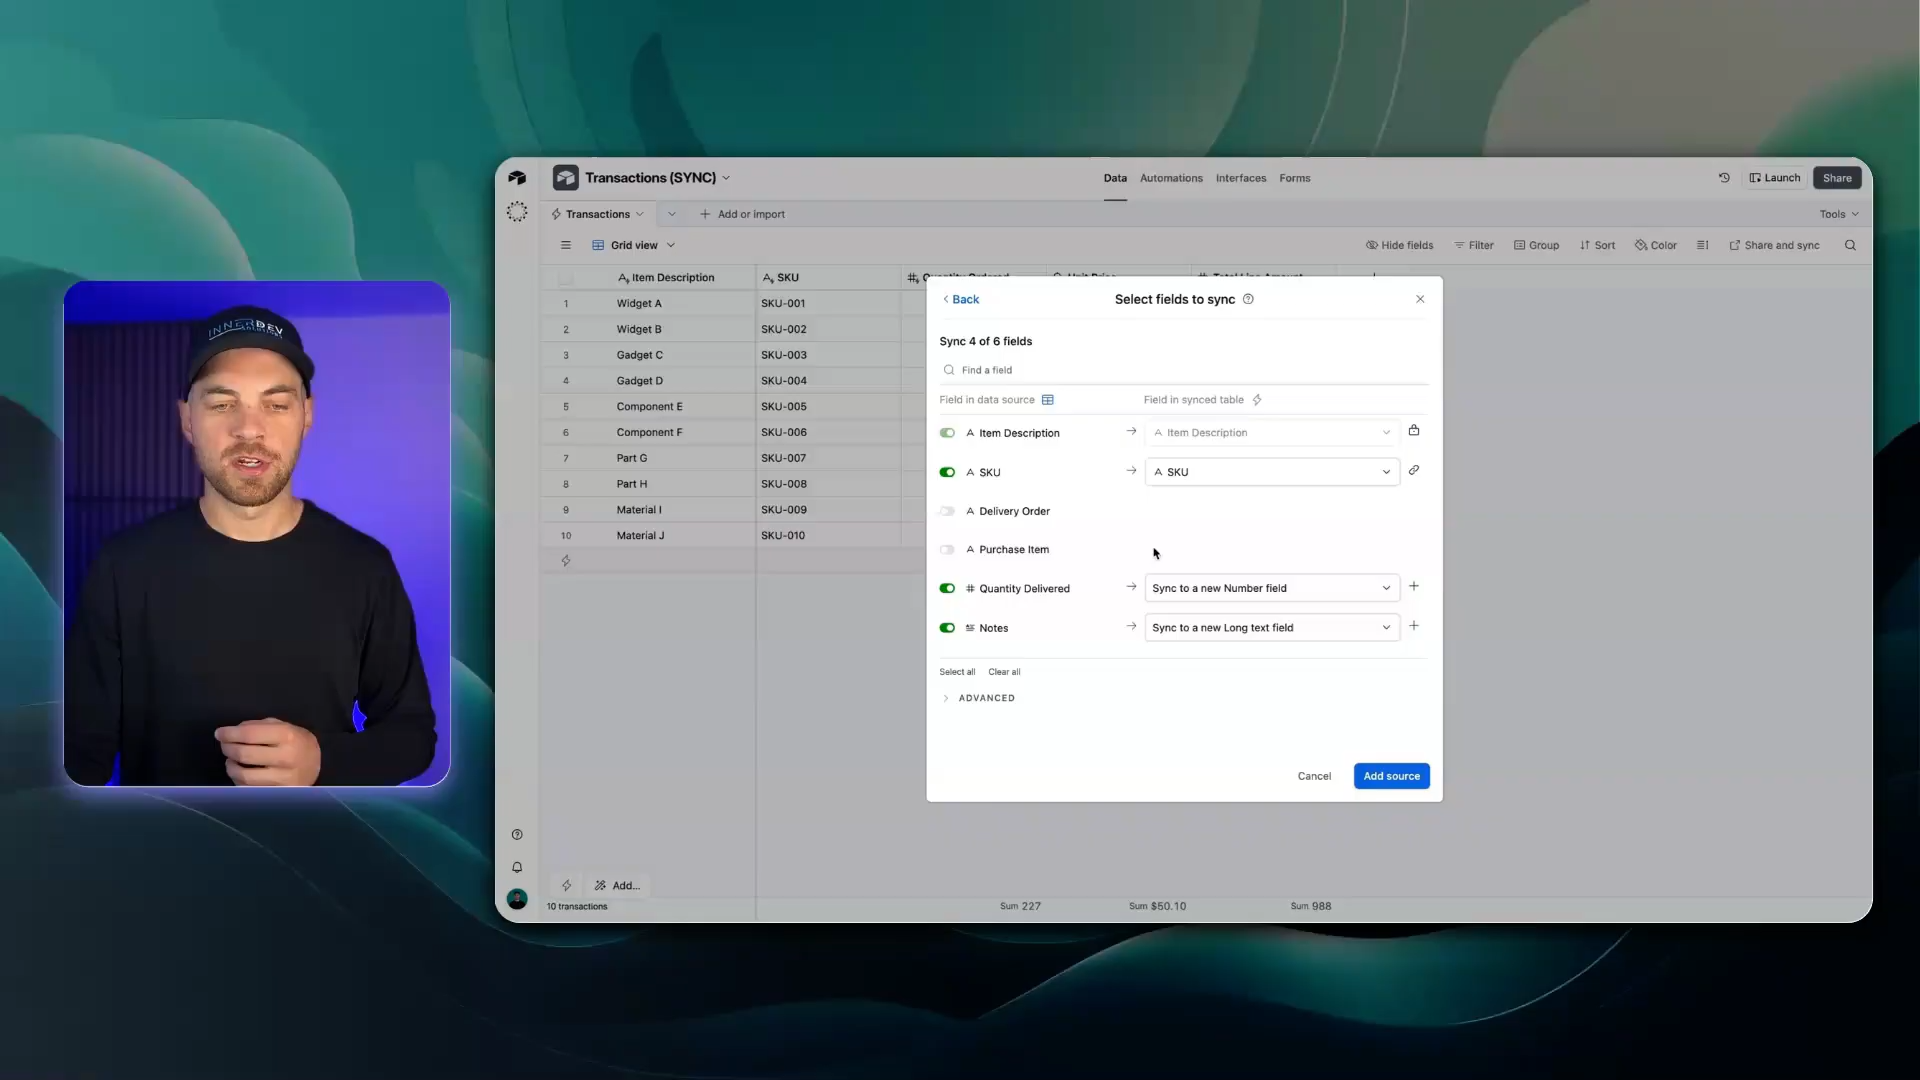 Transactions (SYNC)
Data Automations Interfaces Forms
Launch Share
Transactions Add or import Tools
Grid view Hide fields Filter Group Sort Color Share and sync
Item Description SKU
1 Widget A SKU-001
2 Widget B SKU-002
3 Gadget C SKU-003
4 Gadget D SKU-004
5 Component E SKU-005
6 Component F SKU-006
7 Part G SKU-007
8 Part H SKU-008
9 Material I SKU-009
10 Material J SKU-010
Add...
10 transactions Sum 227 Sum $50.10 Sum 988
Back Select fields to sync
Sync 4 of 6 fields
Find a field
Field in data source Field in synced table
Item Description Item Description
SKU SKU
Delivery Order
Purchase Item
Quantity Delivered Sync to a new Number field
Notes Sync to a new Long text field
Select all Clear all
ADVANCED
Cancel Add source
INNERDEV
SOLUTIONS